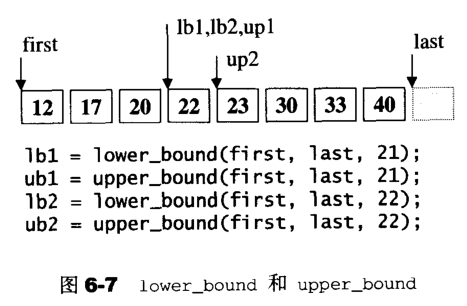 first
lb1,lb2,up1
last
up2
12 17 20 22 23 30 33 40
lb1 = lower_bound(first, last, 21);
ub1 = upper_bound(first, last, 21);
lb2 = lower_bound(first, last, 22);
ub2 = upper_bound(first, last, 22);
图 6-7 lower_bound 和 upper_bound